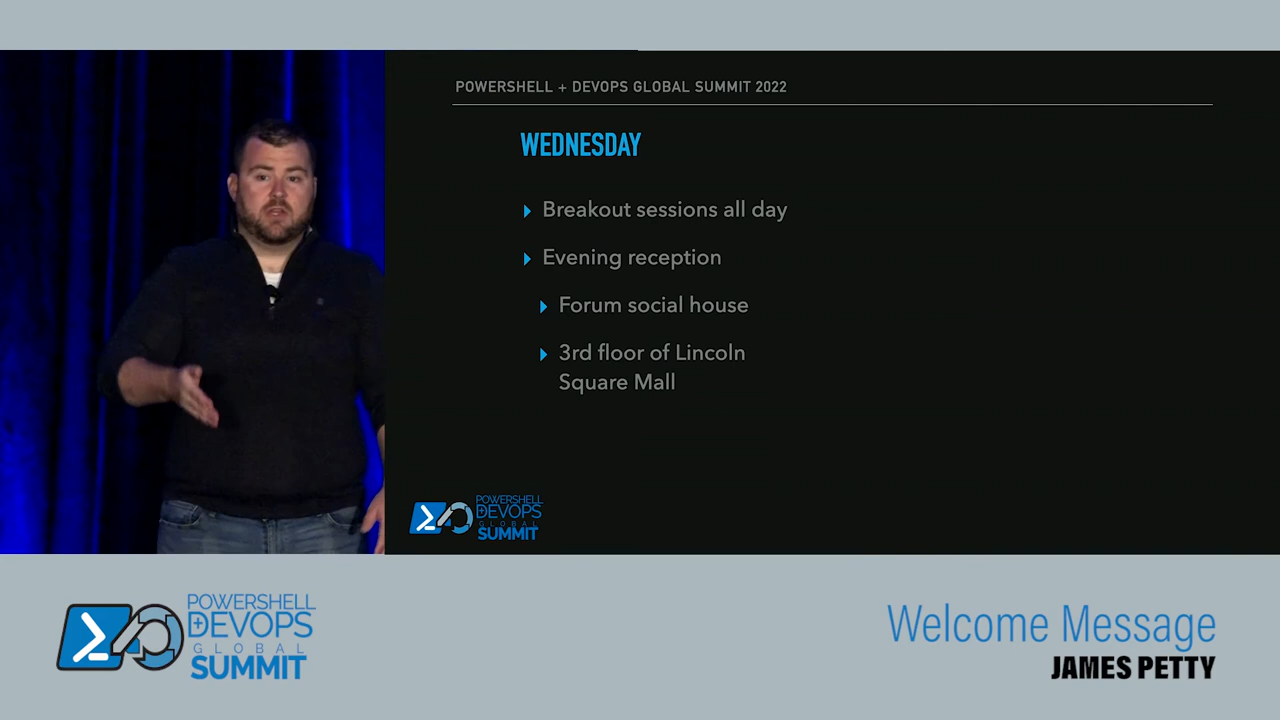 POWERSHELL + DEVOPS GLOBAL SUMMIT 2022
WEDNESDAY
Breakout sessions all day
Evening reception
Forum social house
3rd floor of Lincoln
Square Mall
POWERSHELL
+DEVOPS
GLOBAL
SUMMIT
POWERSHELL
DEVOPS
+
GLOBAL
SUMMIT
Welcome Message
JAMES PETTY